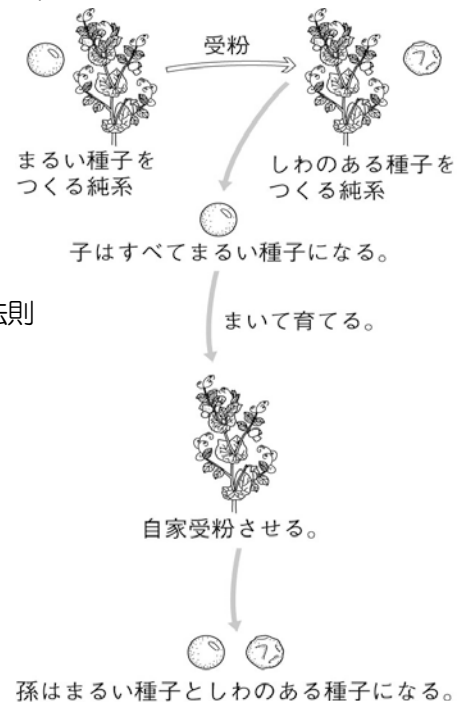 受粉
まるい種子を
つくる純系
しわのある種子を
つくる純系
子はすべてまるい種子になる。
法則
まいて育てる。
自家受粉させる。
孫はまるい種子としわのある種子になる。